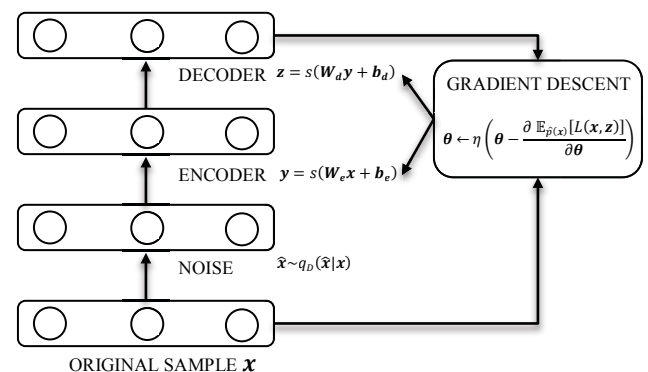 DECODER z = s(W_d y + b_d)
GRADIENT DESCENT
θ ← η (θ − ∂ 𝔼_p̂(x)[L(x, z)] / ∂θ)
ENCODER y = s(W_e x + b_e)
NOISE x̂~q_D(x̂|x)
ORIGINAL SAMPLE x